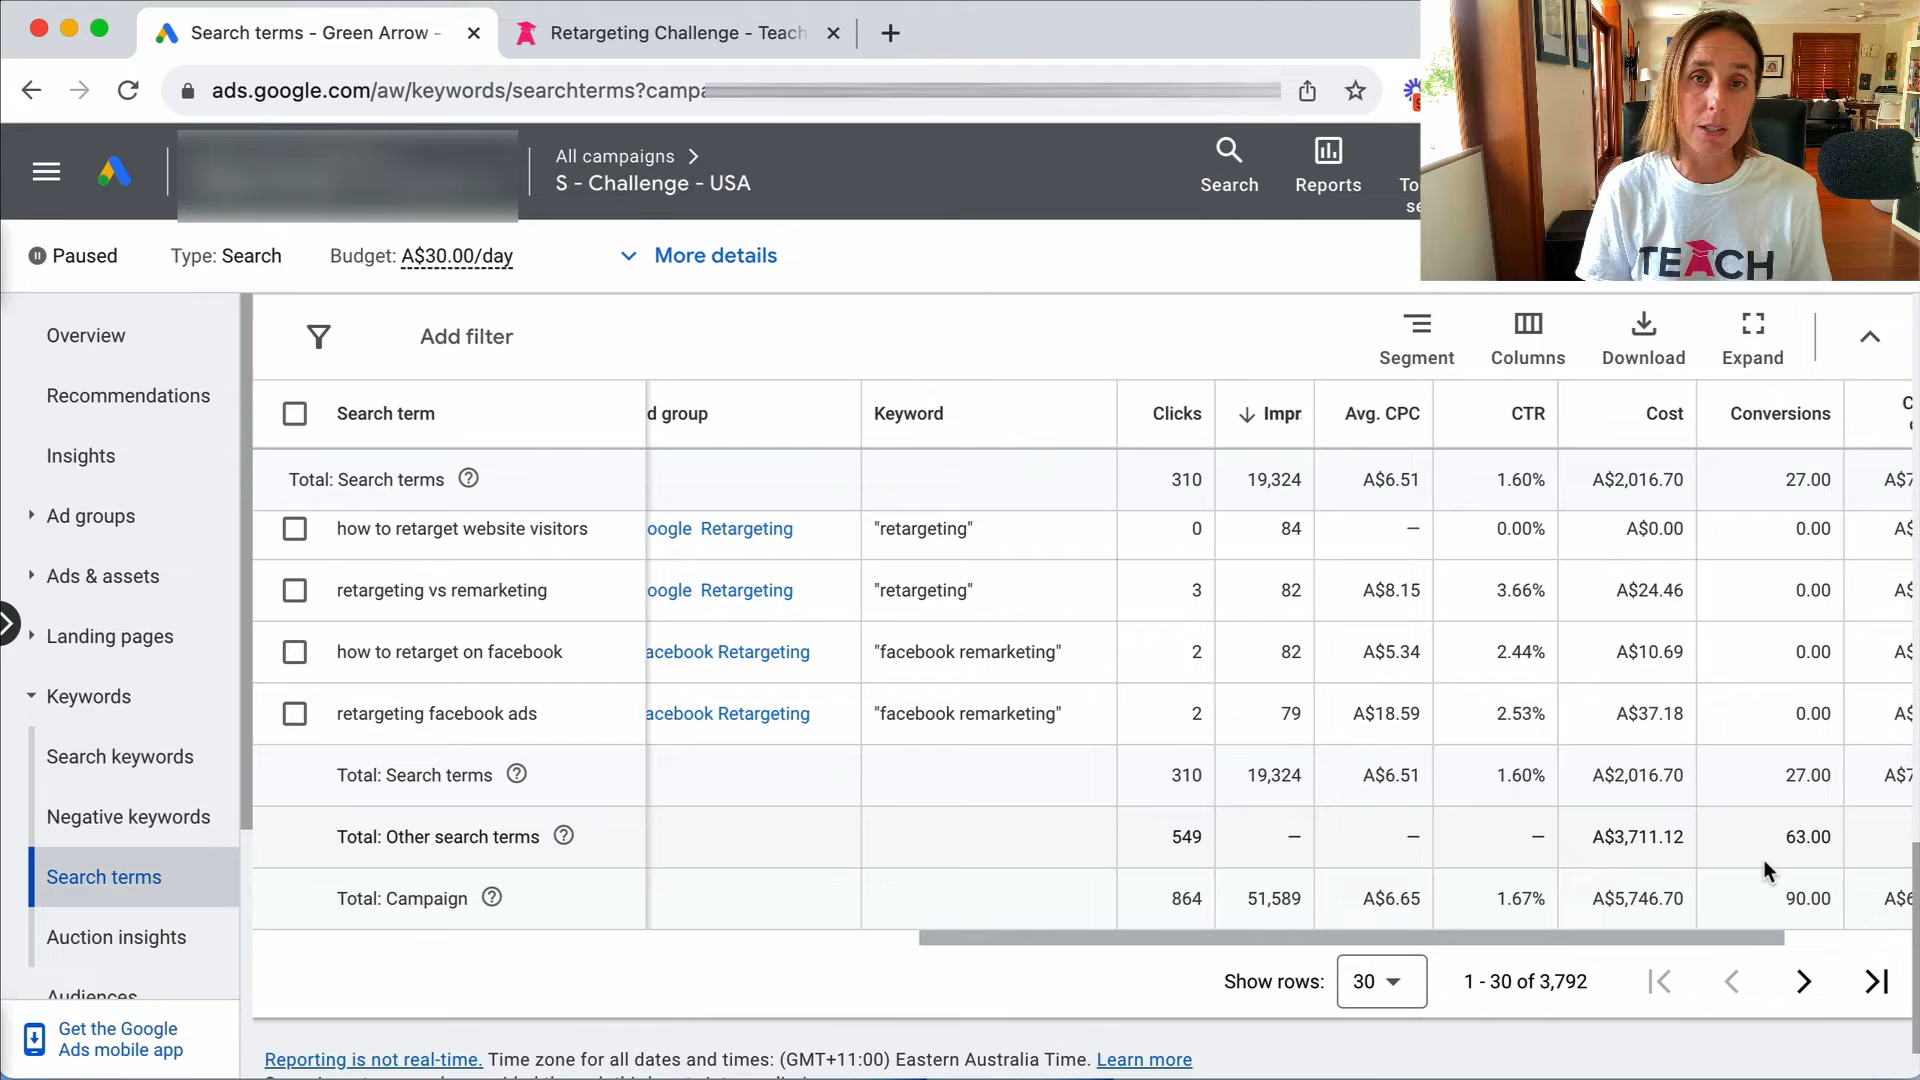 Search terms - Green Arrow -
Retargeting Challenge - Teach
ads.google.com/aw/keywords/searchterms?campa
All campaigns
S - Challenge - USA
Search
Reports
To
se
TEACH
Paused
Type: Search
Budget: A$30.00/day
More details
Overview
Recommendations
Insights
Ad groups
Ads & assets
Landing pages
Keywords
Search keywords
Negative keywords
Search terms
Auction insights
Audiences
Get the Google
Ads mobile app
Add filter
Segment
Columns
Download
Expand
Search term d group Keyword Clicks Impr Avg. CPC CTR Cost Conversions C
Total: Search terms 310 19,324 A$6.51 1.60% A$2,016.70 27.00 A$7
how to retarget website visitors oogle Retargeting "retargeting" 0 84 — 0.00% A$0.00 0.00 A$
retargeting vs remarketing oogle Retargeting "retargeting" 3 82 A$8.15 3.66% A$24.46 0.00 A$
how to retarget on facebook acebook Retargeting "facebook remarketing" 2 82 A$5.34 2.44% A$10.69 0.00 A$
retargeting facebook ads acebook Retargeting "facebook remarketing" 2 79 A$18.59 2.53% A$37.18 0.00 A$
Total: Search terms 310 19,324 A$6.51 1.60% A$2,016.70 27.00 A$7
Total: Other search terms 549 — — — A$3,711.12 63.00
Total: Campaign 864 51,589 A$6.65 1.67% A$5,746.70 90.00 A$6
Show rows: 30 1 - 30 of 3,792
Reporting is not real-time. Time zone for all dates and times: (GMT+11:00) Eastern Australia Time. Learn more